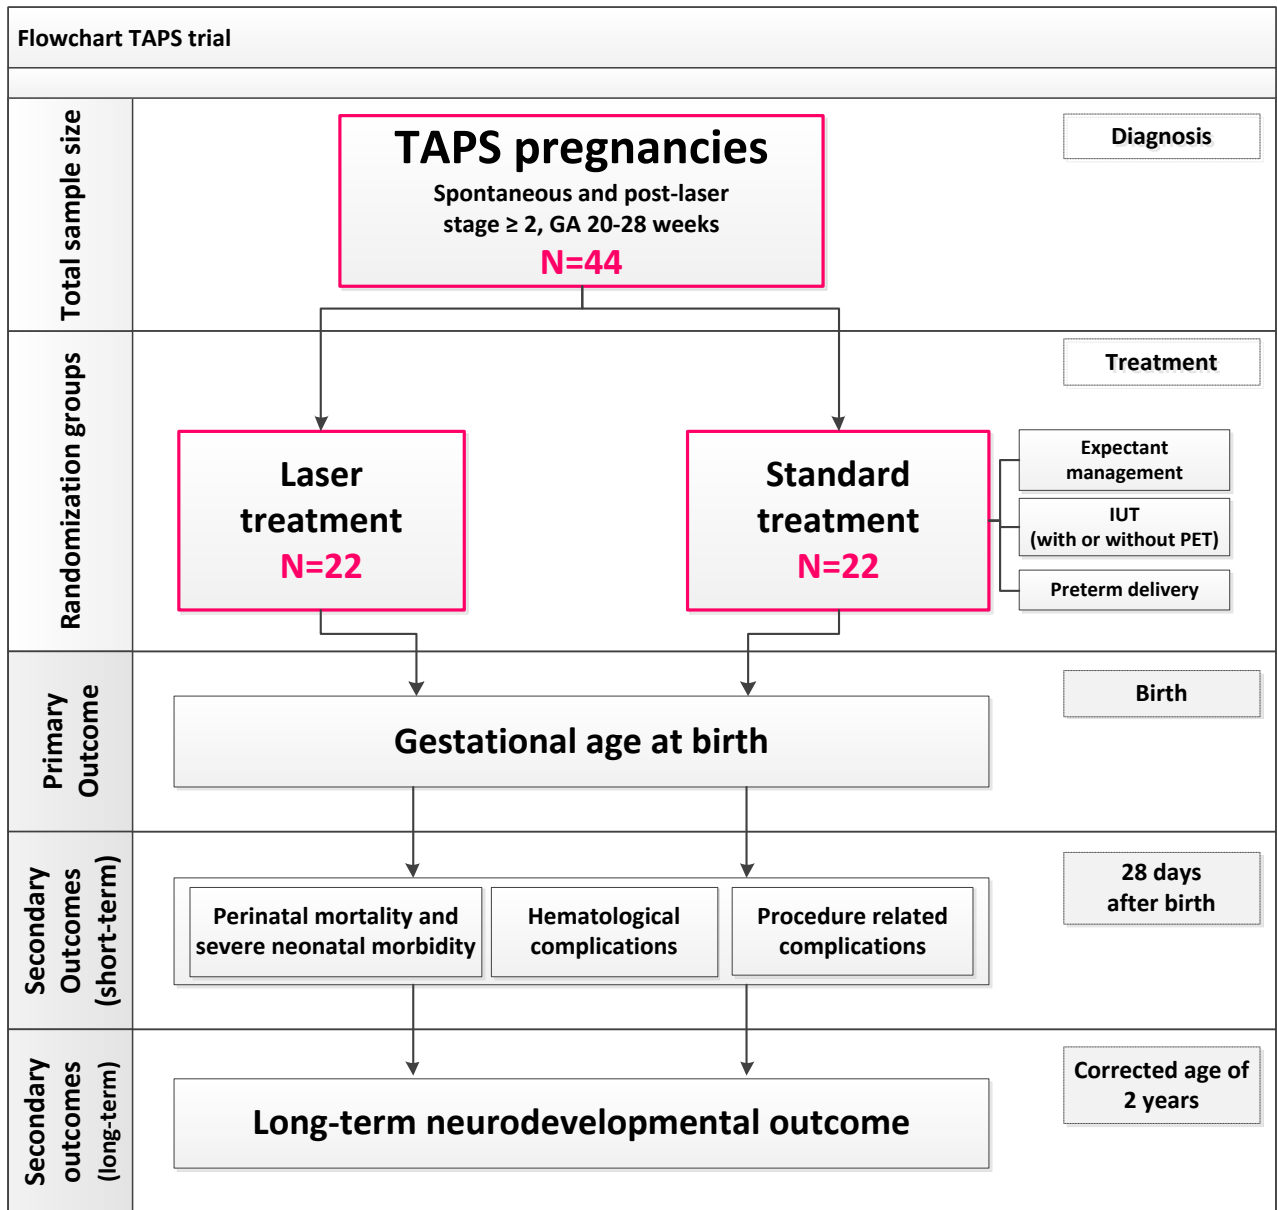 Flowchart TAPS trial
Total sample size
TAPS pregnancies
Spontaneous and post-laser
stage ≥ 2, GA 20-28 weeks
N=44
Diagnosis
Randomization groups
Treatment
Laser
treatment
N=22
Standard
treatment
N=22
Expectant
management
IUT
(with or without PET)
Preterm delivery
Primary
Outcome
Gestational age at birth
Birth
Secondary
Outcomes
(short-term)
Perinatal mortality and
severe neonatal morbidity
Hematological
complications
Procedure related
complications
28 days
after birth
Secondary
outcomes
(long-term)
Long-term neurodevelopmental outcome
Corrected age of
2 years